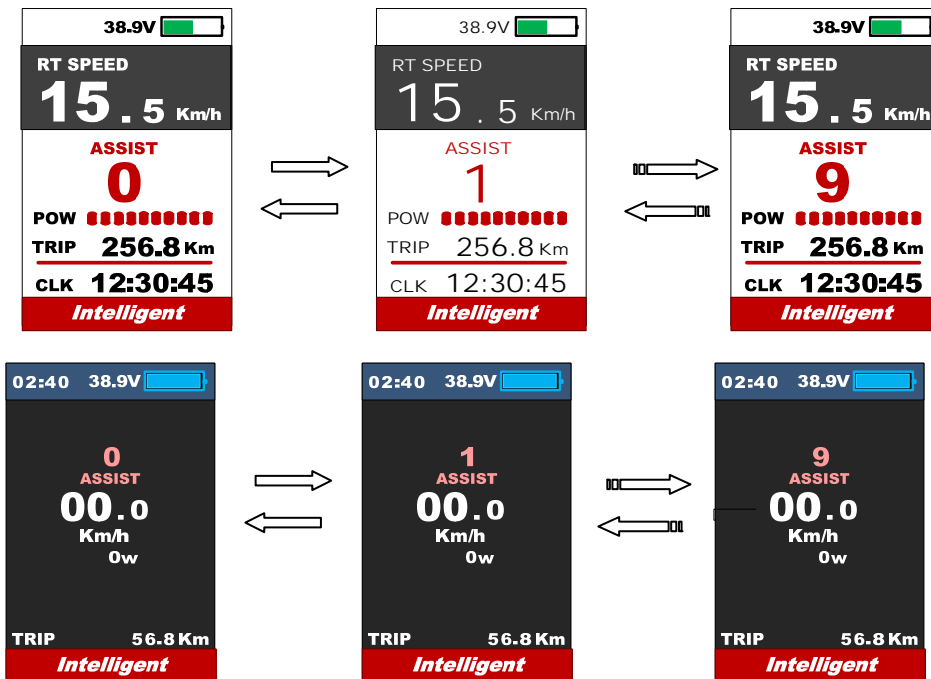 38.9V
RT SPEED
15.5 Km/h
ASSIST
0
POW
TRIP 256.8 Km
CLK 12:30:45
Intelligent
38.9V
RT SPEED
15.5 Km/h
ASSIST
1
POW
TRIP 256.8 Km
CLK 12:30:45
Intelligent
38.9V
RT SPEED
15.5 Km/h
ASSIST
9
POW
TRIP 256.8 Km
CLK 12:30:45
Intelligent
02:40 38.9V
0
ASSIST
00.0
Km/h
0w
TRIP 56.8 Km
Intelligent
02:40 38.9V
1
ASSIST
00.0
Km/h
0w
TRIP 56.8 Km
Intelligent
02:40 38.9V
9
ASSIST
00.0
Km/h
0w
TRIP 56.8 Km
Intelligent